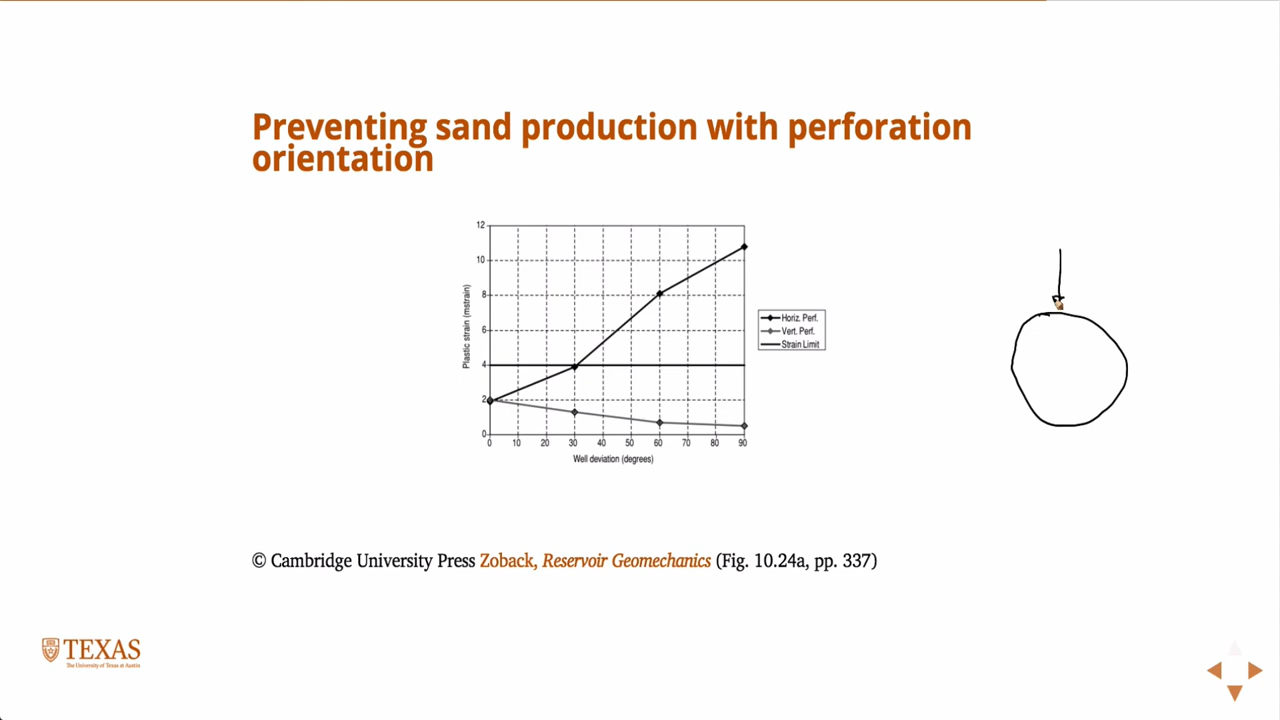 Preventing sand production with perforation
orientation
12
10
8
6
4
2
0
Plastic strain (mstrain)
0 10 20 30 40 50 60 70 80 90
Well deviation (degrees)
Horiz. Perf.
Vert. Perf.
Strain Limit
© Cambridge University Press Zoback, Reservoir Geomechanics (Fig. 10.24a, pp. 337)
TEXAS
The University of Texas at Austin